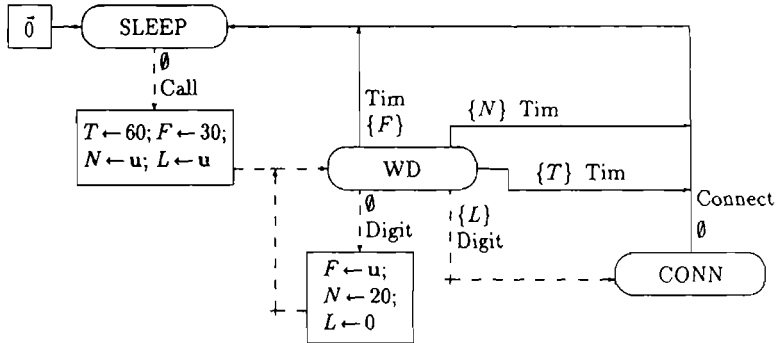 0⃗
SLEEP
∅
Call
T ← 60; F ← 30;
N ← u; L ← u
Tim
{F}
{N} Tim
WD
{T} Tim
∅
Digit
{L}
Digit
Connect
∅
CONN
F ← u;
N ← 20;
L ← 0